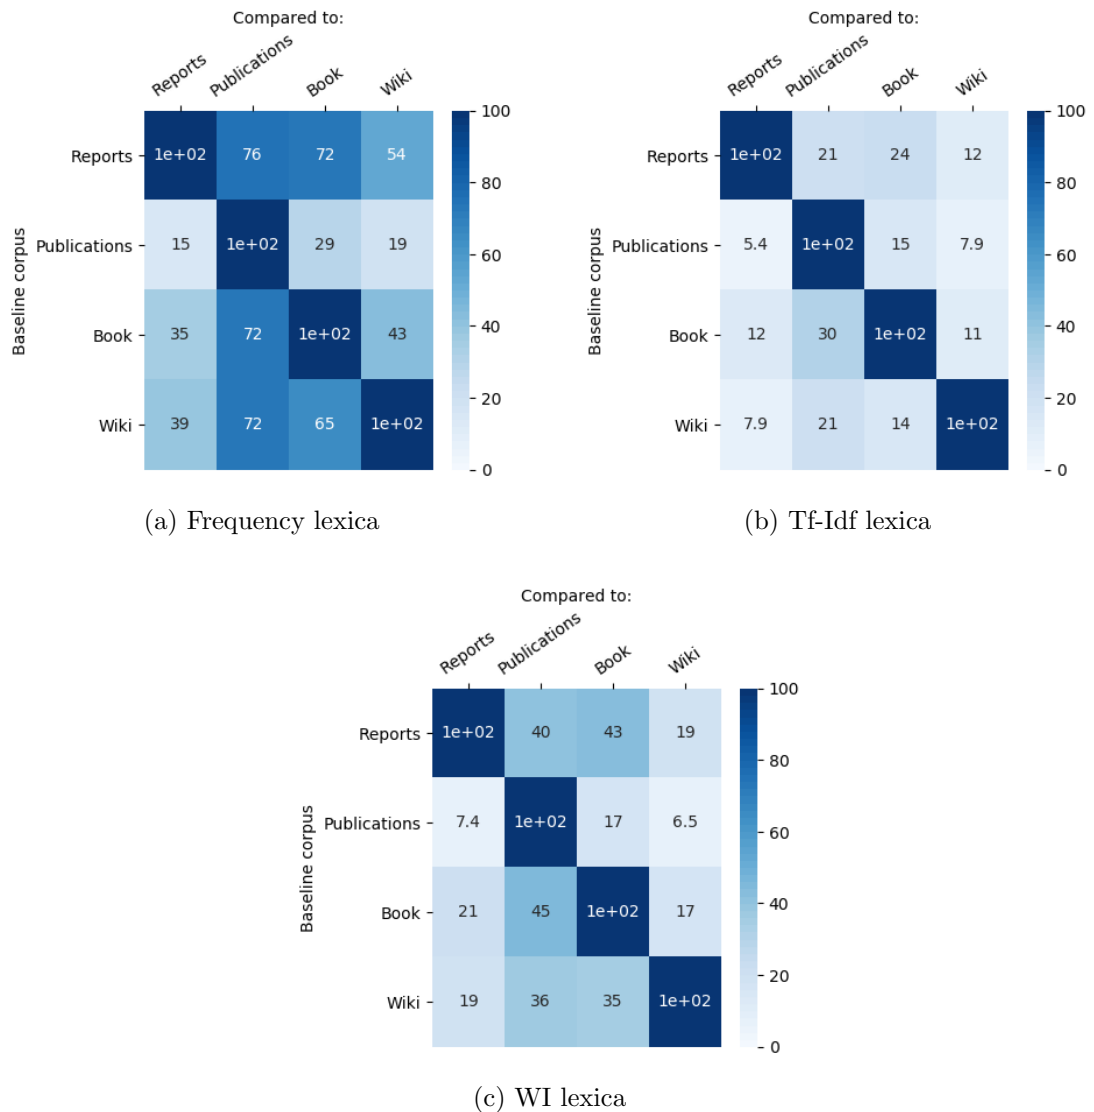 Compared to:
Reports Publications Book Wiki
Baseline corpus
Reports 1e+02 76 72 54
Publications 15 1e+02 29 19
Book 35 72 1e+02 43
Wiki 39 72 65 1e+02
100
80
60
40
20
0
(a) Frequency lexica
Compared to:
Reports Publications Book Wiki
Baseline corpus
Reports 1e+02 21 24 12
Publications 5.4 1e+02 15 7.9
Book 12 30 1e+02 11
Wiki 7.9 21 14 1e+02
100
80
60
40
20
0
(b) Tf-Idf lexica
Compared to:
Reports Publications Book Wiki
Baseline corpus
Reports 1e+02 40 43 19
Publications 7.4 1e+02 17 6.5
Book 21 45 1e+02 17
Wiki 19 36 35 1e+02
100
80
60
40
20
0
(c) WI lexica